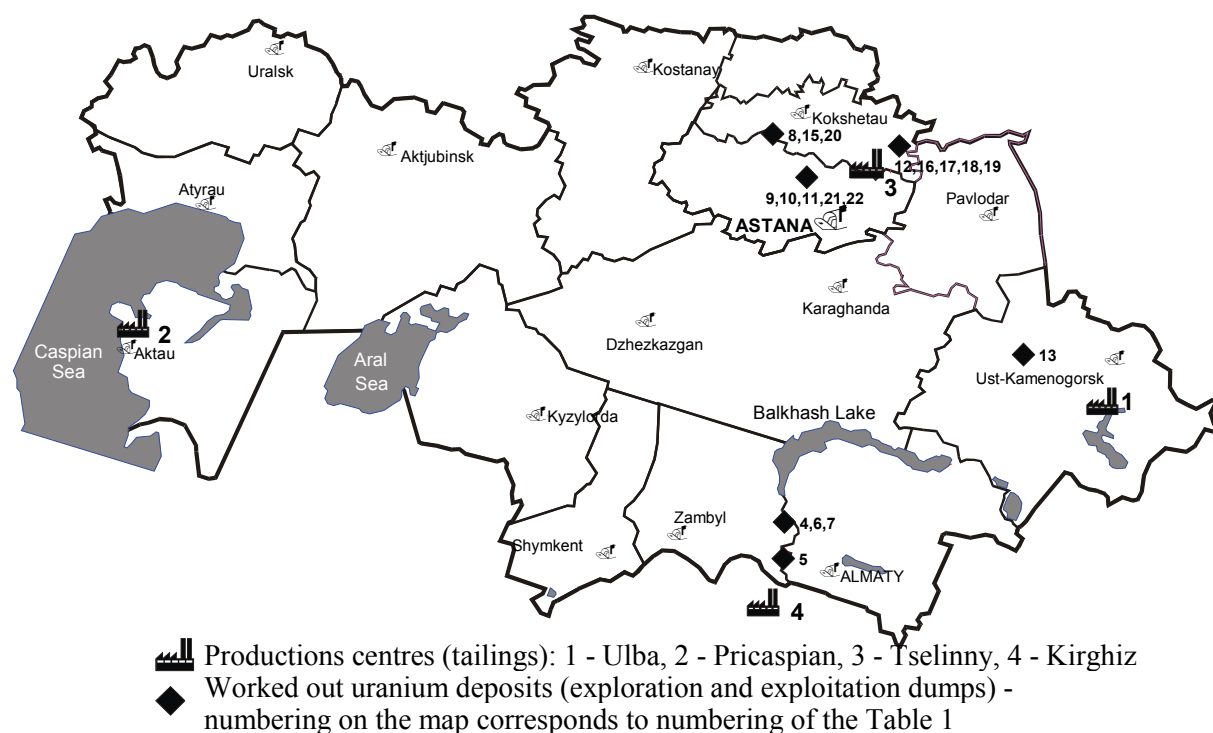 Uralsk
Kostanay
Kokshetau
8,15,20
Aktjubinsk
12,16,17,18,19
3
Atyrau
9,10,11,21,22
Pavlodar
ASTANA
Karaghanda
2
Dzhezkazgan
Caspian
Sea
Aktau
Aral
Sea
13
Ust-Kamenogorsk
1
Kyzylorda
Balkhash Lake
Zambyl
4,6,7
Shymkent
5
ALMATY
4
Productions centres (tailings): 1 - Ulba, 2 - Pricaspian, 3 - Tselinny, 4 - Kirghiz
Worked out uranium deposits (exploration and exploitation dumps) -
numbering on the map corresponds to numbering of the Table 1